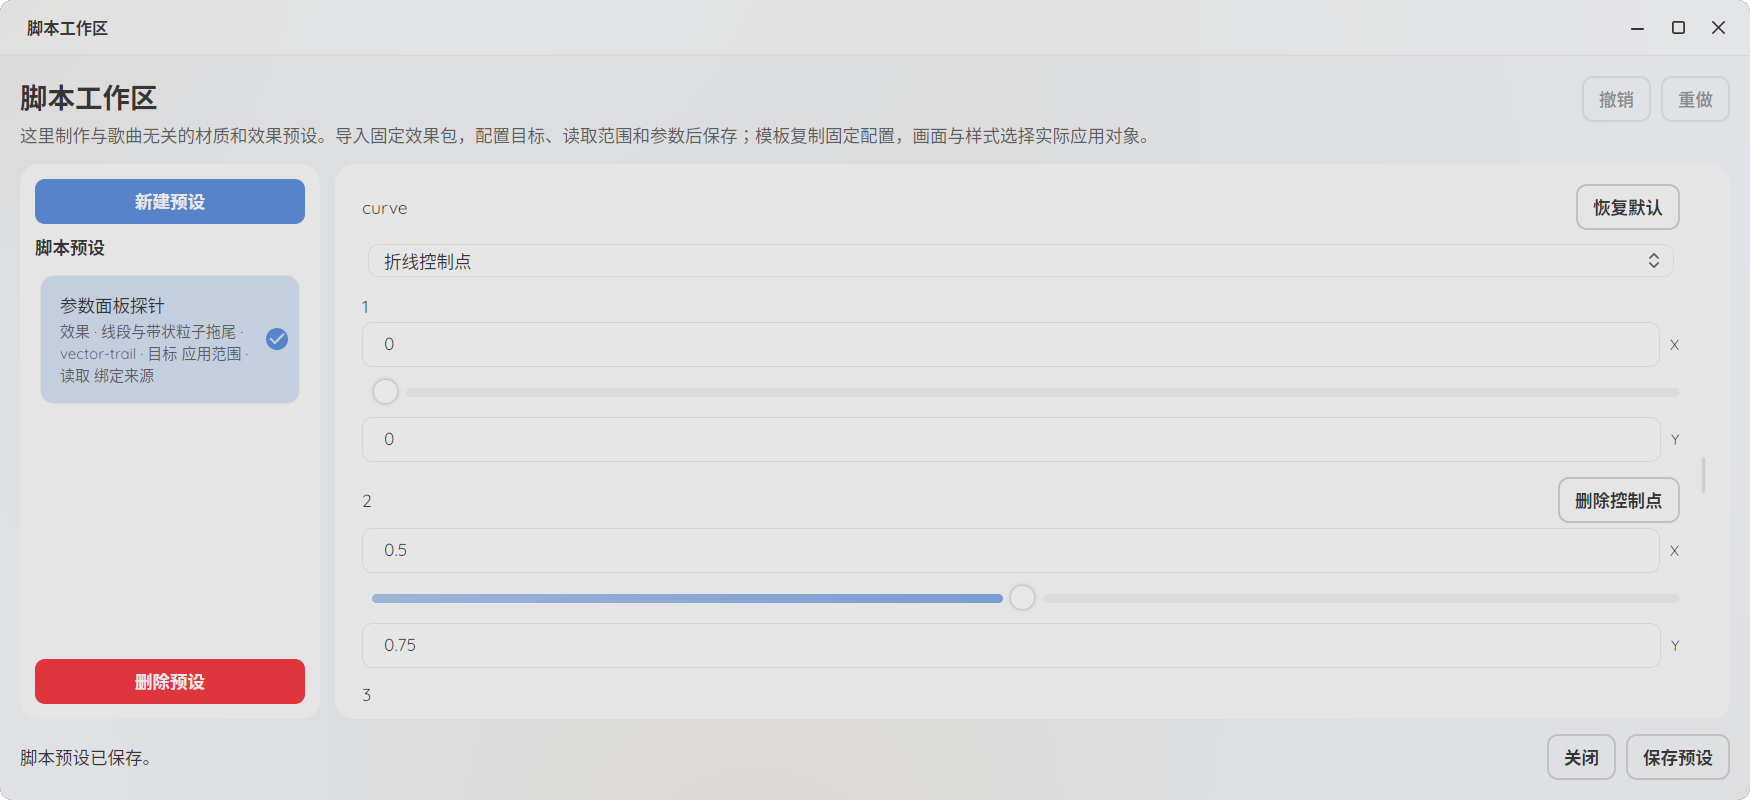 脚本工作区
脚本工作区
撤销
重做
这里制作与歌曲无关的材质和效果预设。导入固定效果包，配置目标、读取范围和参数后保存；模板复制固定配置，画面与样式选择实际应用对象。
新建预设
脚本预设
参数面板探针
效果 · 线段与带状粒子拖尾 ·
vector-trail · 目标 应用范围 ·
读取 绑定来源
删除预设
curve
恢复默认
折线控制点
1
0
X
0
Y
2
删除控制点
0.5
X
0.75
Y
3
脚本预设已保存。
关闭
保存预设